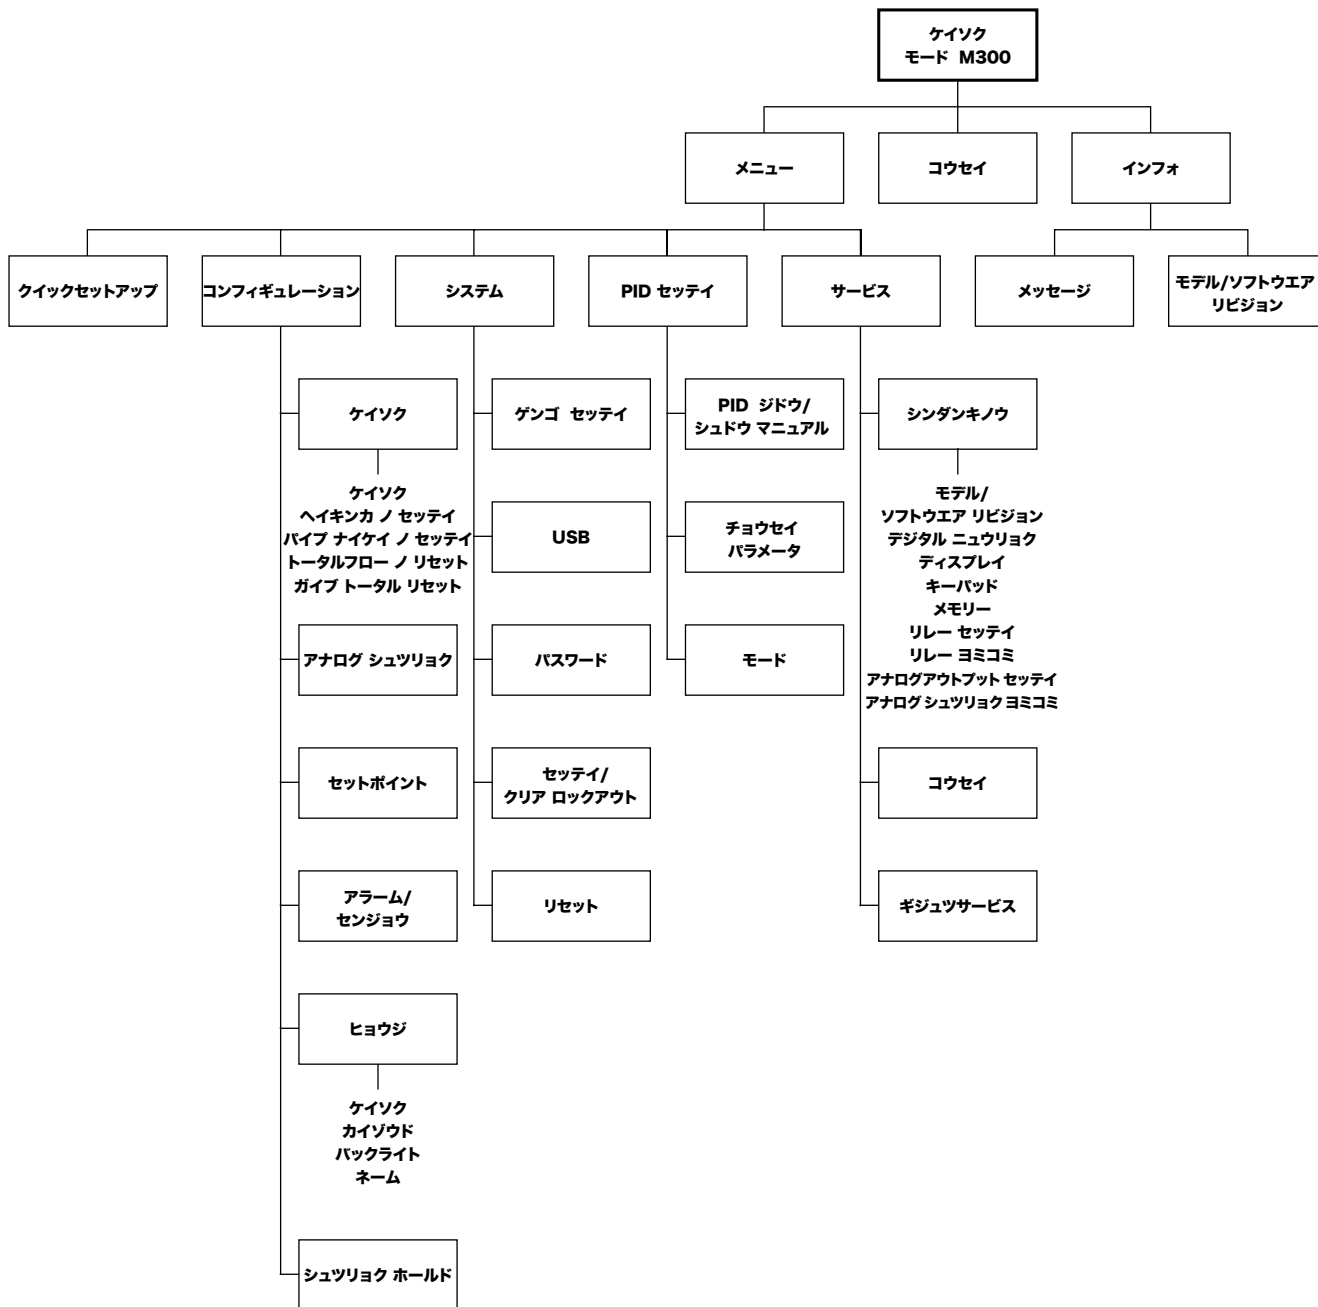 ケイソク
モード M300
メニュー
コウセイ
インフォ
クイックセットアップ
コンフィギュレーション
システム
PID セッテイ
サービス
メッセージ
モデル/ソフトウエア
リビジョン
ケイソク
ケイソク
ヘイキンカ ノ セッテイ
パイプ ナイケイ ノ セッテイ
トータルフロー ノ リセット
ガイブ トータル リセット
アナログ シュツリョク
セットポイント
アラーム/
センジョウ
ヒョウジ
ケイソク
カイゾウド
バックライト
ネーム
シュツリョク ホールド
ゲンゴ セッテイ
USB
パスワード
セッテイ/
クリア ロックアウト
リセット
PID ジドウ/
シュドウ マニュアル
チョウセイ
パラメータ
モード
シンダンキノウ
モデル/
ソフトウエア リビジョン
デジタル ニュウリョク
ディスプレイ
キーパッド
メモリー
リレー セッテイ
リレー ヨミコミ
アナログアウトプット セッテイ
アナログ シュツリョク ヨミコミ
コウセイ
ギジュツサービス